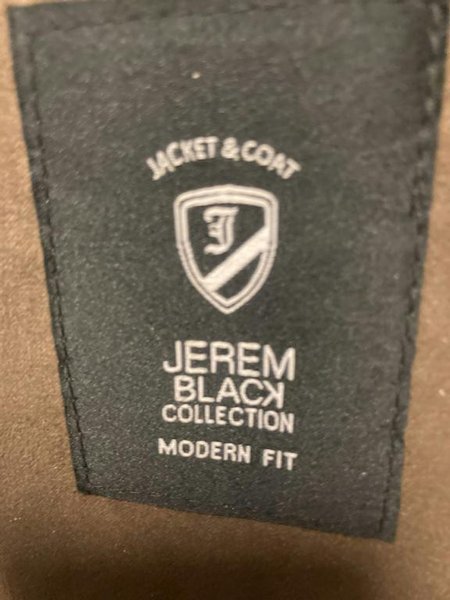 JACKET & COAT
J
JEREM
BLACK
COLLECTION
MODERN FIT